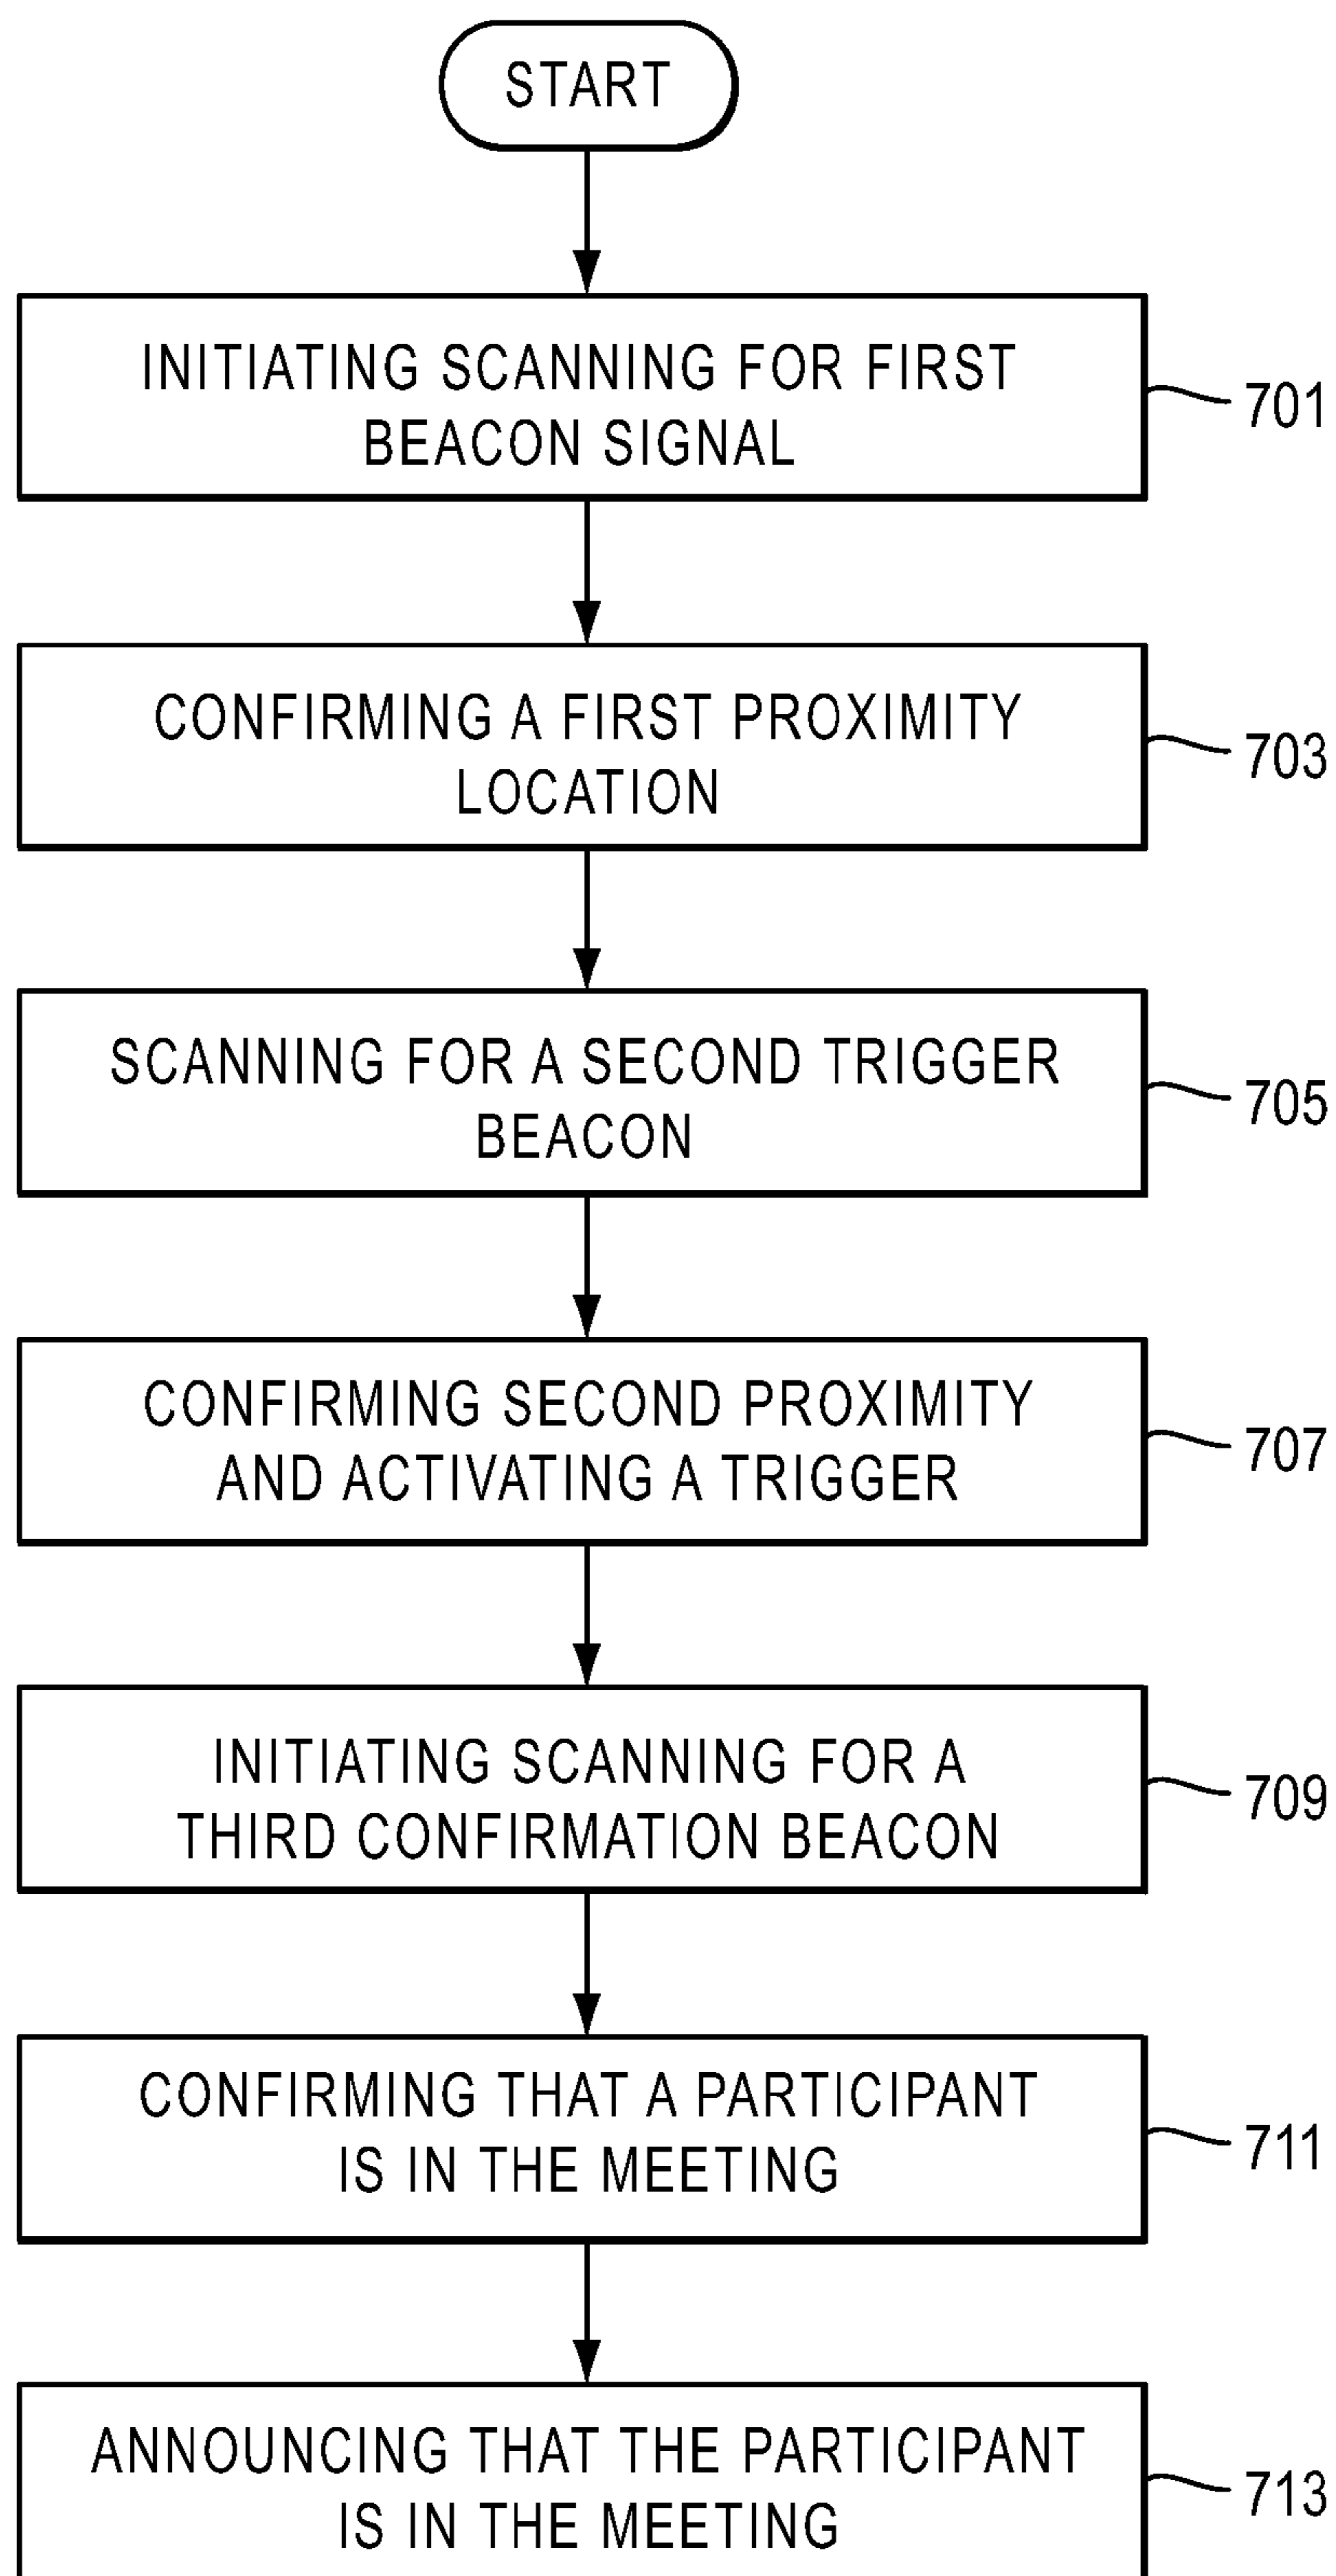 START
INITIATING SCANNING FOR FIRST
BEACON SIGNAL
701
CONFIRMING A FIRST PROXIMITY
LOCATION
703
SCANNING FOR A SECOND TRIGGER
BEACON
705
CONFIRMING SECOND PROXIMITY
AND ACTIVATING A TRIGGER
707
INITIATING SCANNING FOR A
THIRD CONFIRMATION BEACON
709
CONFIRMING THAT A PARTICIPANT
IS IN THE MEETING
711
ANNOUNCING THAT THE PARTICIPANT
IS IN THE MEETING
713